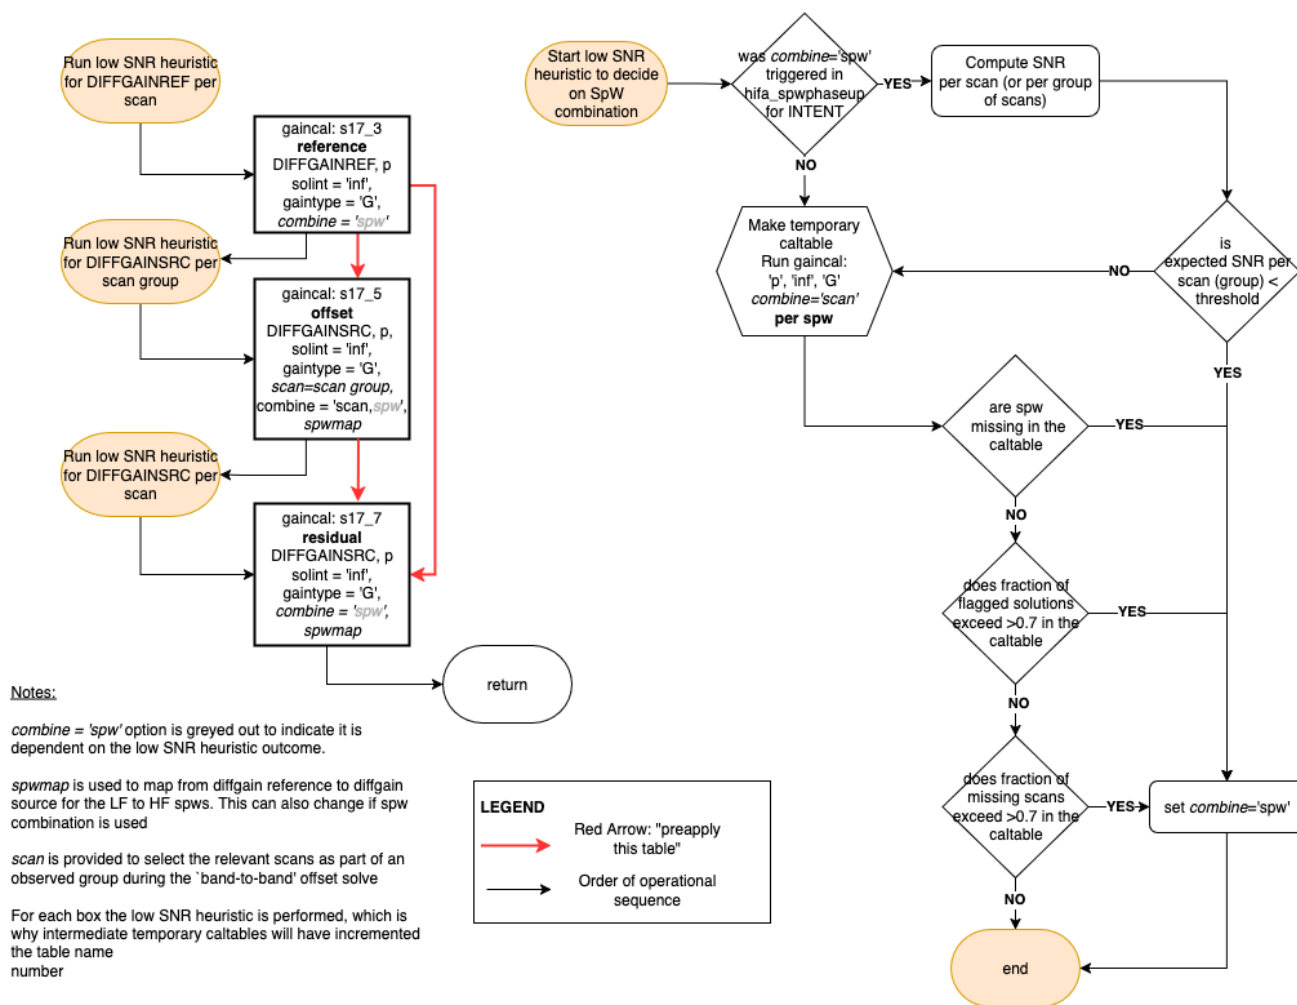 Run low SNR heuristic
for DIFFGAINREF per
scan
gaincal: s17_3
reference
DIFFGAINREF, p
solint = 'inf',
gaintype = 'G',
combine = 'spw'
Run low SNR heuristic
for DIFFGAINSRC per
scan group
gaincal: s17_5
offset
DIFFGAINSRC, p,
solint = 'inf',
gaintype = 'G',
scan=scan group,
combine = 'scan,spw',
spwmap
Run low SNR heuristic
for DIFFGAINSRC per
scan
gaincal: s17_7
residual
DIFFGAINSRC, p
solint = 'inf',
gaintype = 'G',
combine = 'spw',
spwmap
return
Notes:
combine = 'spw' option is greyed out to indicate it is
dependent on the low SNR heuristic outcome.
spwmap is used to map from diffgain reference to diffgain
source for the LF to HF spws. This can also change if spw
combination is used
scan is provided to select the relevant scans as part of an
observed group during the `band-to-band' offset solve
For each box the low SNR heuristic is performed, which is
why intermediate temporary caltables will have incremented
the table name
number
LEGEND
Red Arrow: "preapply
this table"
Order of operational
sequence
Start low SNR
heuristic to decide
on SpW
combination
was combine='spw'
triggered in
hifa_spwphaseup
for INTENT
YES
Compute SNR
per scan (or per group
of scans)
NO
Make temporary
caltable
Run gaincal:
'p', 'inf', 'G'
combine='scan'
per spw
NO
is
expected SNR per
scan (group) <
threshold
YES
are spw
missing in the
caltable
YES
NO
does fraction of
flagged solutions
exceed >0.7 in the
caltable
YES
NO
does fraction of
missing scans
exceed >0.7 in the
caltable
YES
set combine='spw'
NO
end